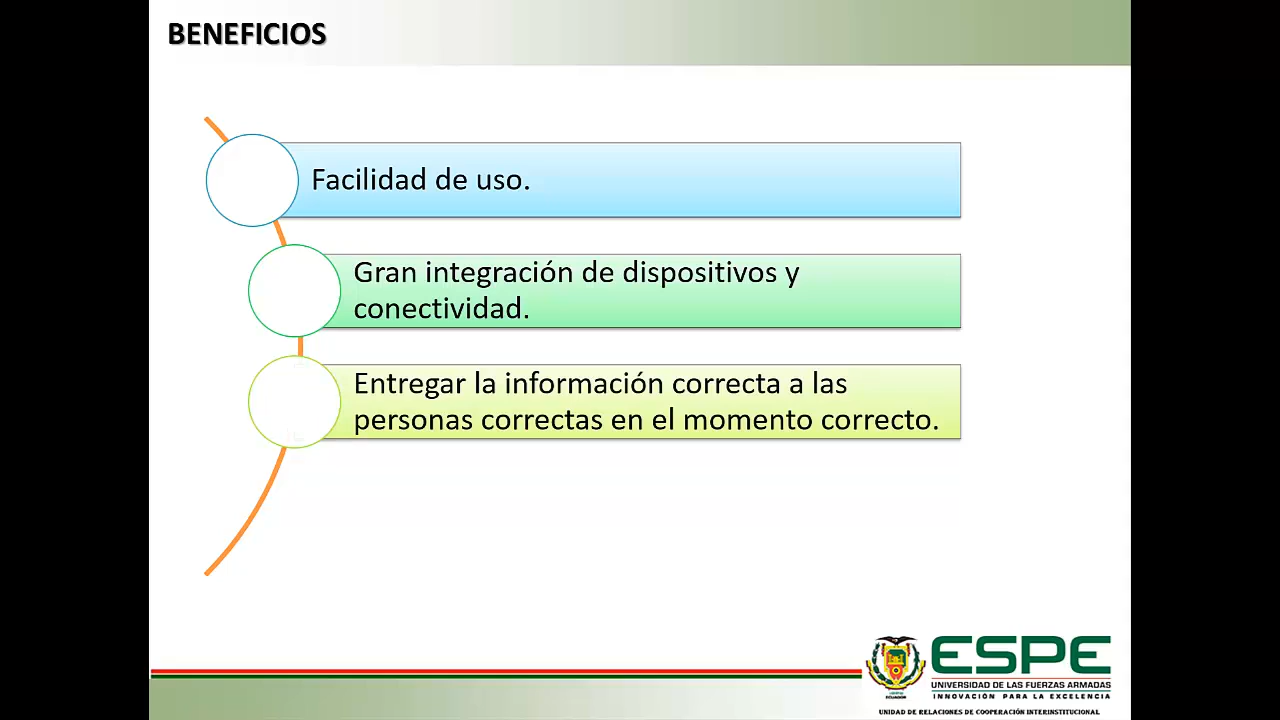 BENEFICIOS
Facilidad de uso.
Gran integración de dispositivos y
conectividad.
Entregar la información correcta a las
personas correctas en el momento correcto.
ESPE
UNIVERSIDAD DE LAS FUERZAS ARMADAS
INNOVACIÓN PARA LA EXCELENCIA
ECUADOR
UNIDAD DE RELACIONES DE COOPERACIÓN INTERINSTITUCIONAL